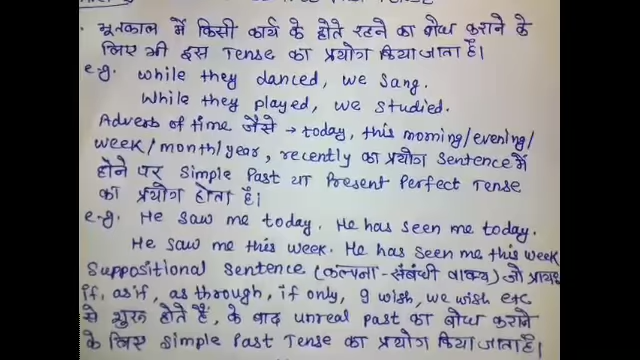 भूतकाल में किसी कार्य के होते रहने का बोध कराने के
लिए भी इस Tense का प्रयोग किया जाता है।
e.g. While they danced, we sang.
While they played, we studied.
Adverb of time जैसे → today, this morning/evening/
week/month/year, recently का प्रयोग sentence में
होने पर simple Past या Present Perfect Tense
का प्रयोग होता है।
e.g. He saw me today. He has seen me today.
He saw me this week. He has seen me this week
Suppositional sentence (कल्पना-संबंधी वाक्य) जो प्रायः
if, as if, as through, if only, I wish, we wish etc
से शुरू होते हैं, के बाद unreal past का बोध कराने
के लिए simple Past Tense का प्रयोग किया जाता है।